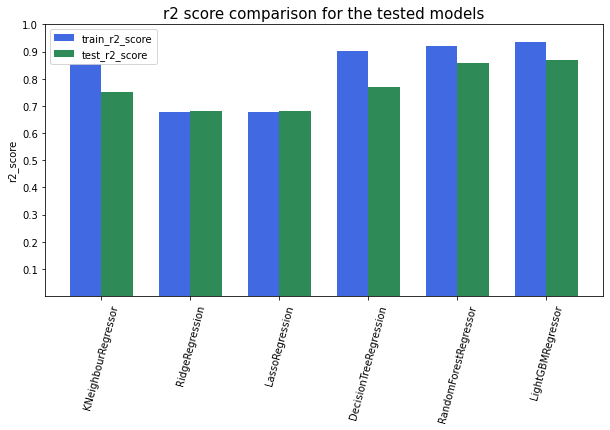 r2 score comparison for the tested models
train_r2_score
test_r2_score
r2_score
1.0
0.9
0.8
0.7
0.6
0.5
0.4
0.3
0.2
0.1
KNeighbourRegressor
RidgeRegression
LassoRegression
DecisionTreeRegression
RandomForestRegressor
LightGBMRegressor